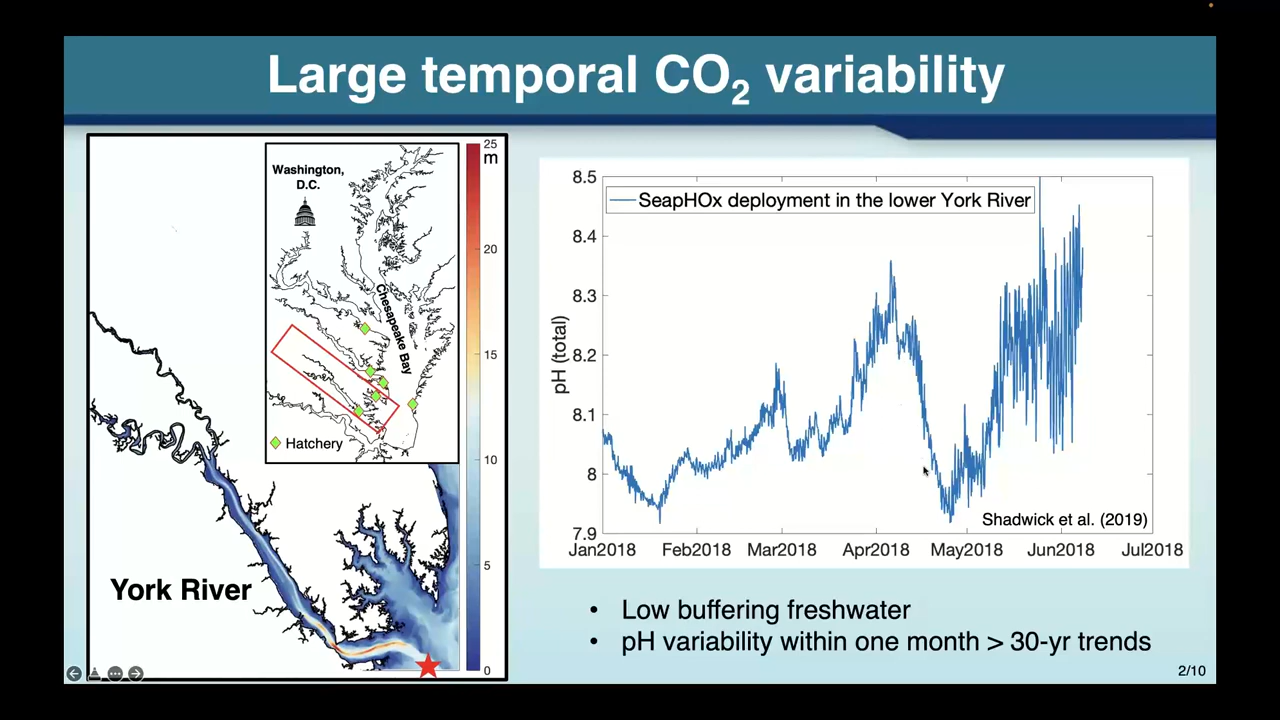 Large temporal CO₂ variability
25
m
20
15
10
5
0
Washington,
D.C.
Chesapeake Bay
Hatchery
York River
8.5
8.4
8.3
8.2
8.1
8
7.9
pH (total)
SeapHOx deployment in the lower York River
Shadwick et al. (2019)
Jan2018 Feb2018 Mar2018 Apr2018 May2018 Jun2018 Jul2018
• Low buffering freshwater
• pH variability within one month > 30-yr trends
2/10